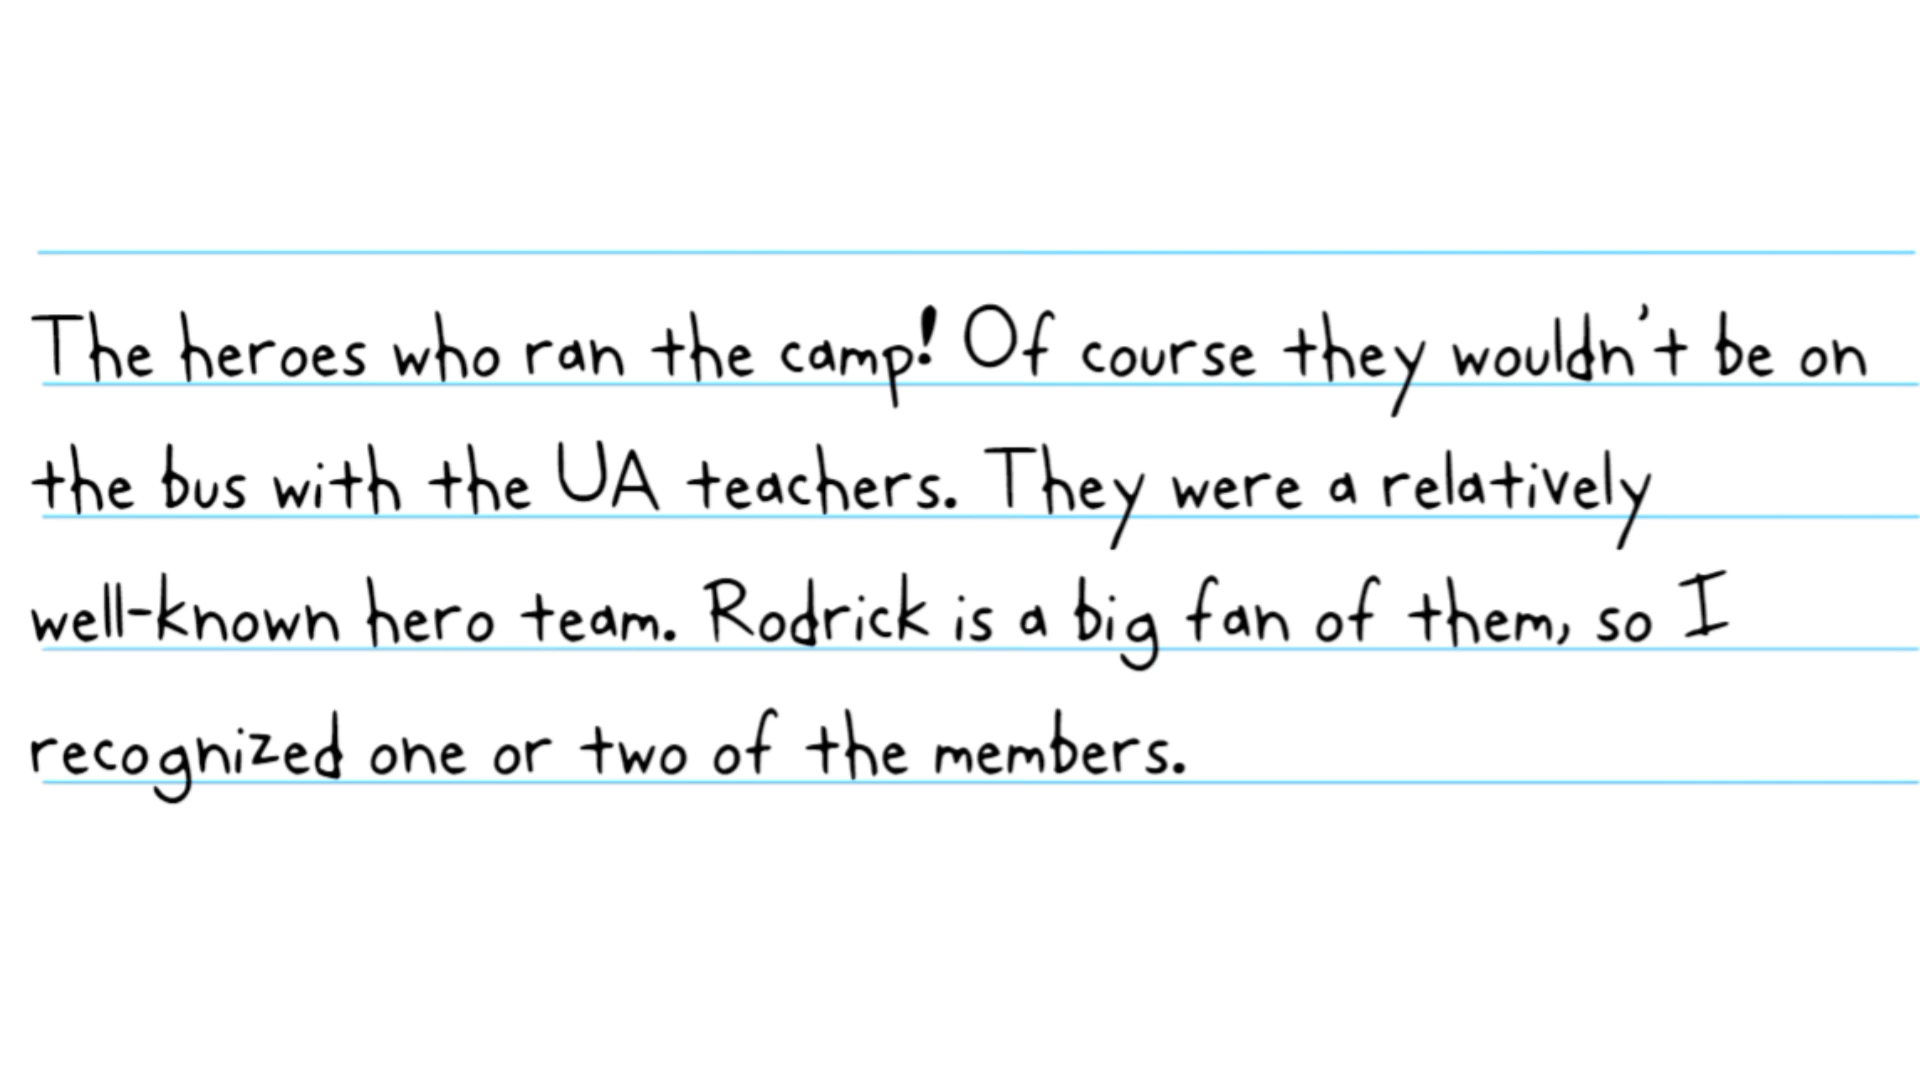 The heroes who ran the camp! Of course they wouldn't be on
the bus with the UA teachers. They were a relatively
well-known hero team. Rodrick is a big fan of them, so I
recognized one or two of the members.